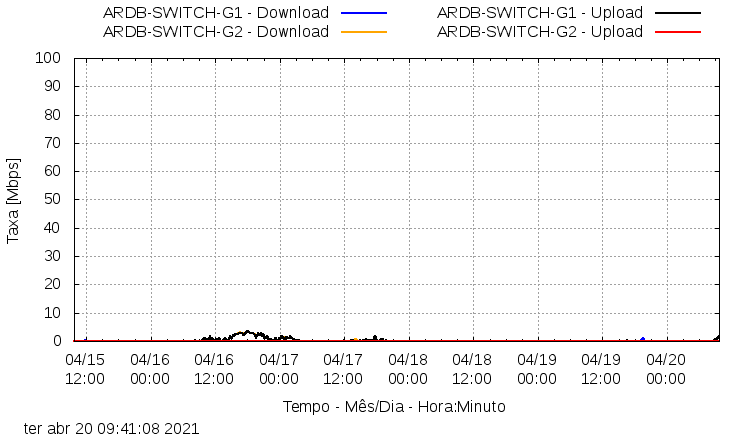 ARDB-SWITCH-G1 - Download ARDB-SWITCH-G1 - Upload
ARDB-SWITCH-G2 - Download ARDB-SWITCH-G2 - Upload
100
90
80
70
60
50
40
30
20
10
0
Taxa [Mbps]
04/15 04/16 04/16 04/17 04/17 04/18 04/18 04/19 04/19 04/20
12:00 00:00 12:00 00:00 12:00 00:00 12:00 00:00 12:00 00:00
Tempo - Mês/Dia - Hora:Minuto
ter abr 20 09:41:08 2021